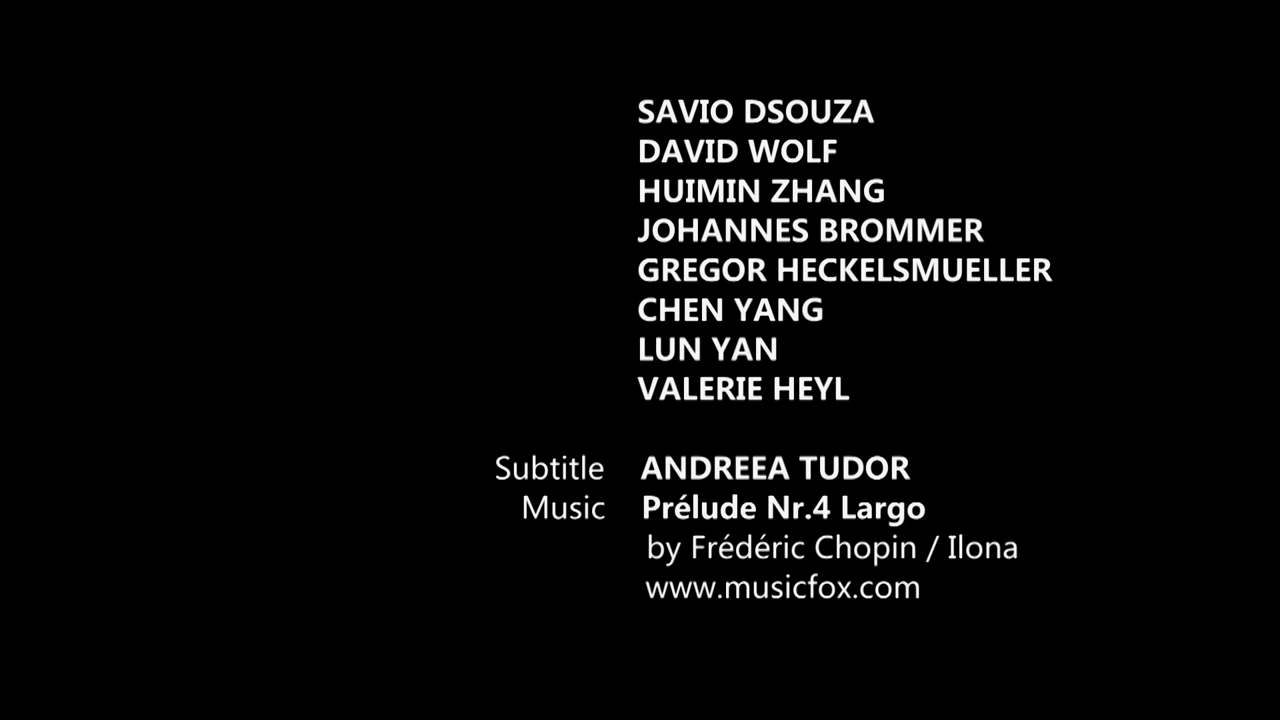 SAVIO DSOUZA
DAVID WOLF
HUIMIN ZHANG
JOHANNES BROMMER
GREGOR HECKELSMUELLER
CHEN YANG
LUN YAN
VALERIE HEYL
Subtitle ANDREEA TUDOR
Music Prélude Nr.4 Largo
by Frédéric Chopin / Ilona
www.musicfox.com